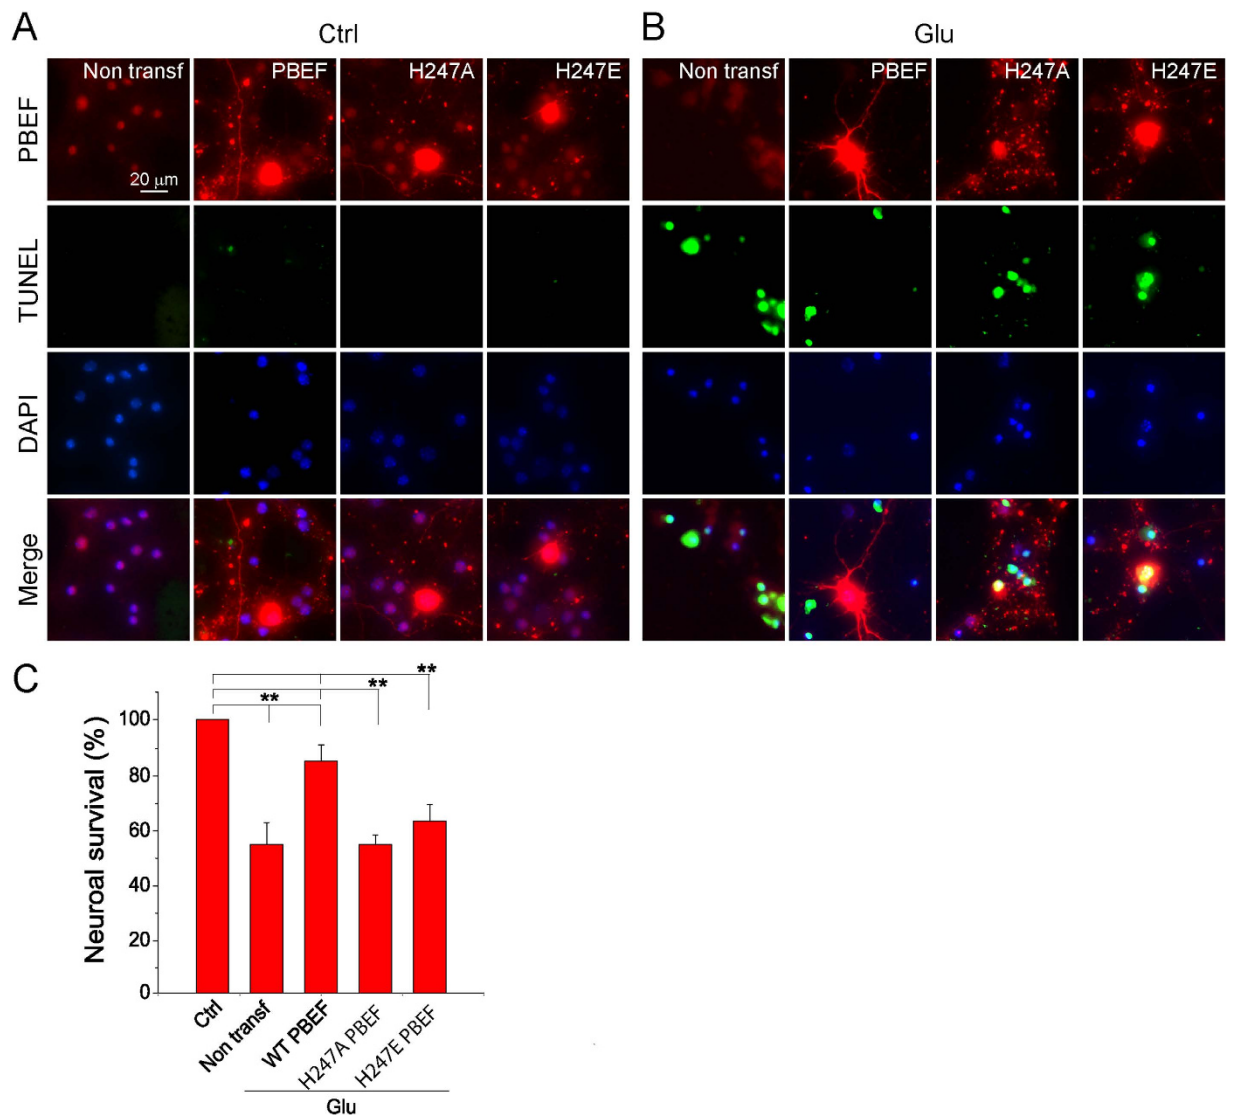 A
Ctrl
B
Glu
Non transf
PBEF
H247A
H247E
Non transf
PBEF
H247A
H247E
PBEF
20 μm
TUNEL
DAPI
Merge
C
**
**
**
Neuroal survival (%)
100
80
60
40
20
0
Ctrl
Non transf
WT PBEF
H247A PBEF
H247E PBEF
Glu